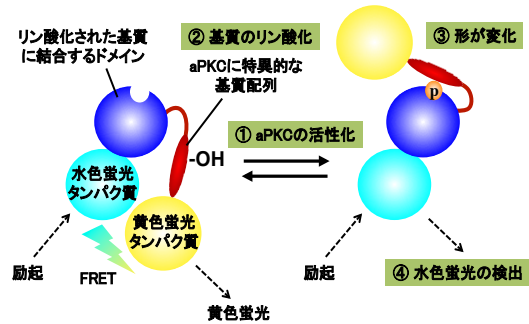 リン酸化された基質
に結合するドメイン
② 基質のリン酸化
aPKCに特異的な
基質配列
③ 形が変化
p
① aPKCの活性化
-OH
水色蛍光
タンパク質
黄色蛍光
タンパク質
励起
FRET
黄色蛍光
励起
④ 水色蛍光の検出